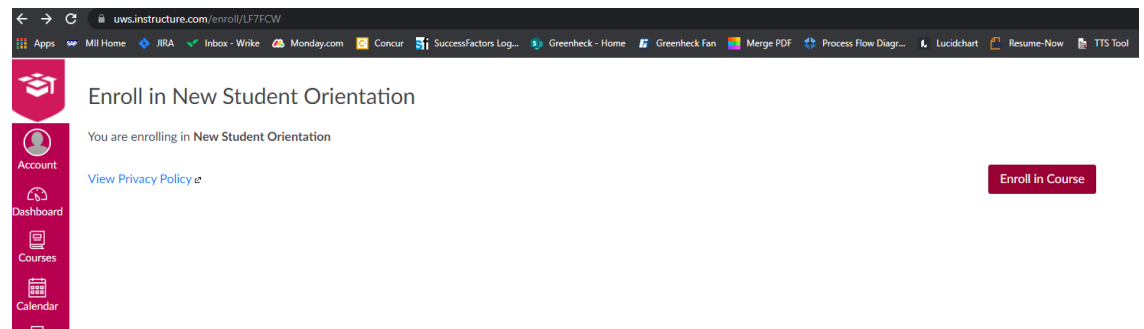 uws.instructure.com/enroll/LF7FCW
Apps SAP MII Home JIRA Inbox - Wrike Monday.com Concur SuccessFactors Log... Greenheck - Home Greenheck Fan Merge PDF Process Flow Diagr... Lucidchart Resume-Now TTS Tool
Enroll in New Student Orientation
You are enrolling in New Student Orientation
Account
View Privacy Policy
Enroll in Course
Dashboard
Courses
Calendar